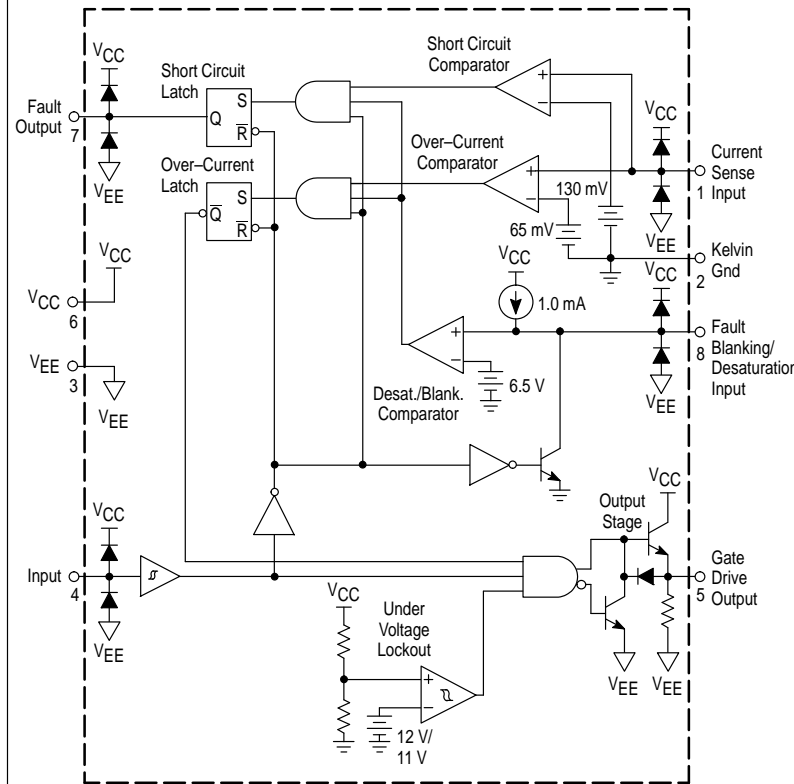 VCC
Short Circuit
Latch
S
Q
R
Fault
Output
7
VEE
Short Circuit
Comparator
+
–
VCC
Current
Sense
1 Input
VEE
Over–Current
Latch
S
Q
R
Over–Current
Comparator
+
–
130 mV
65 mV
Kelvin
Gnd
2
VCC
VCC
6
VEE
3
VEE
VCC
1.0 mA
VCC
Fault
8 Blanking/
Desaturation
Input
VEE
+
–
6.5 V
Desat./Blank.
Comparator
VCC
Input
4
VEE
Output
Stage
VCC
Gate
Drive
5 Output
VEE
VEE
VCC
Under
Voltage
Lockout
+
–
12 V/
11 V